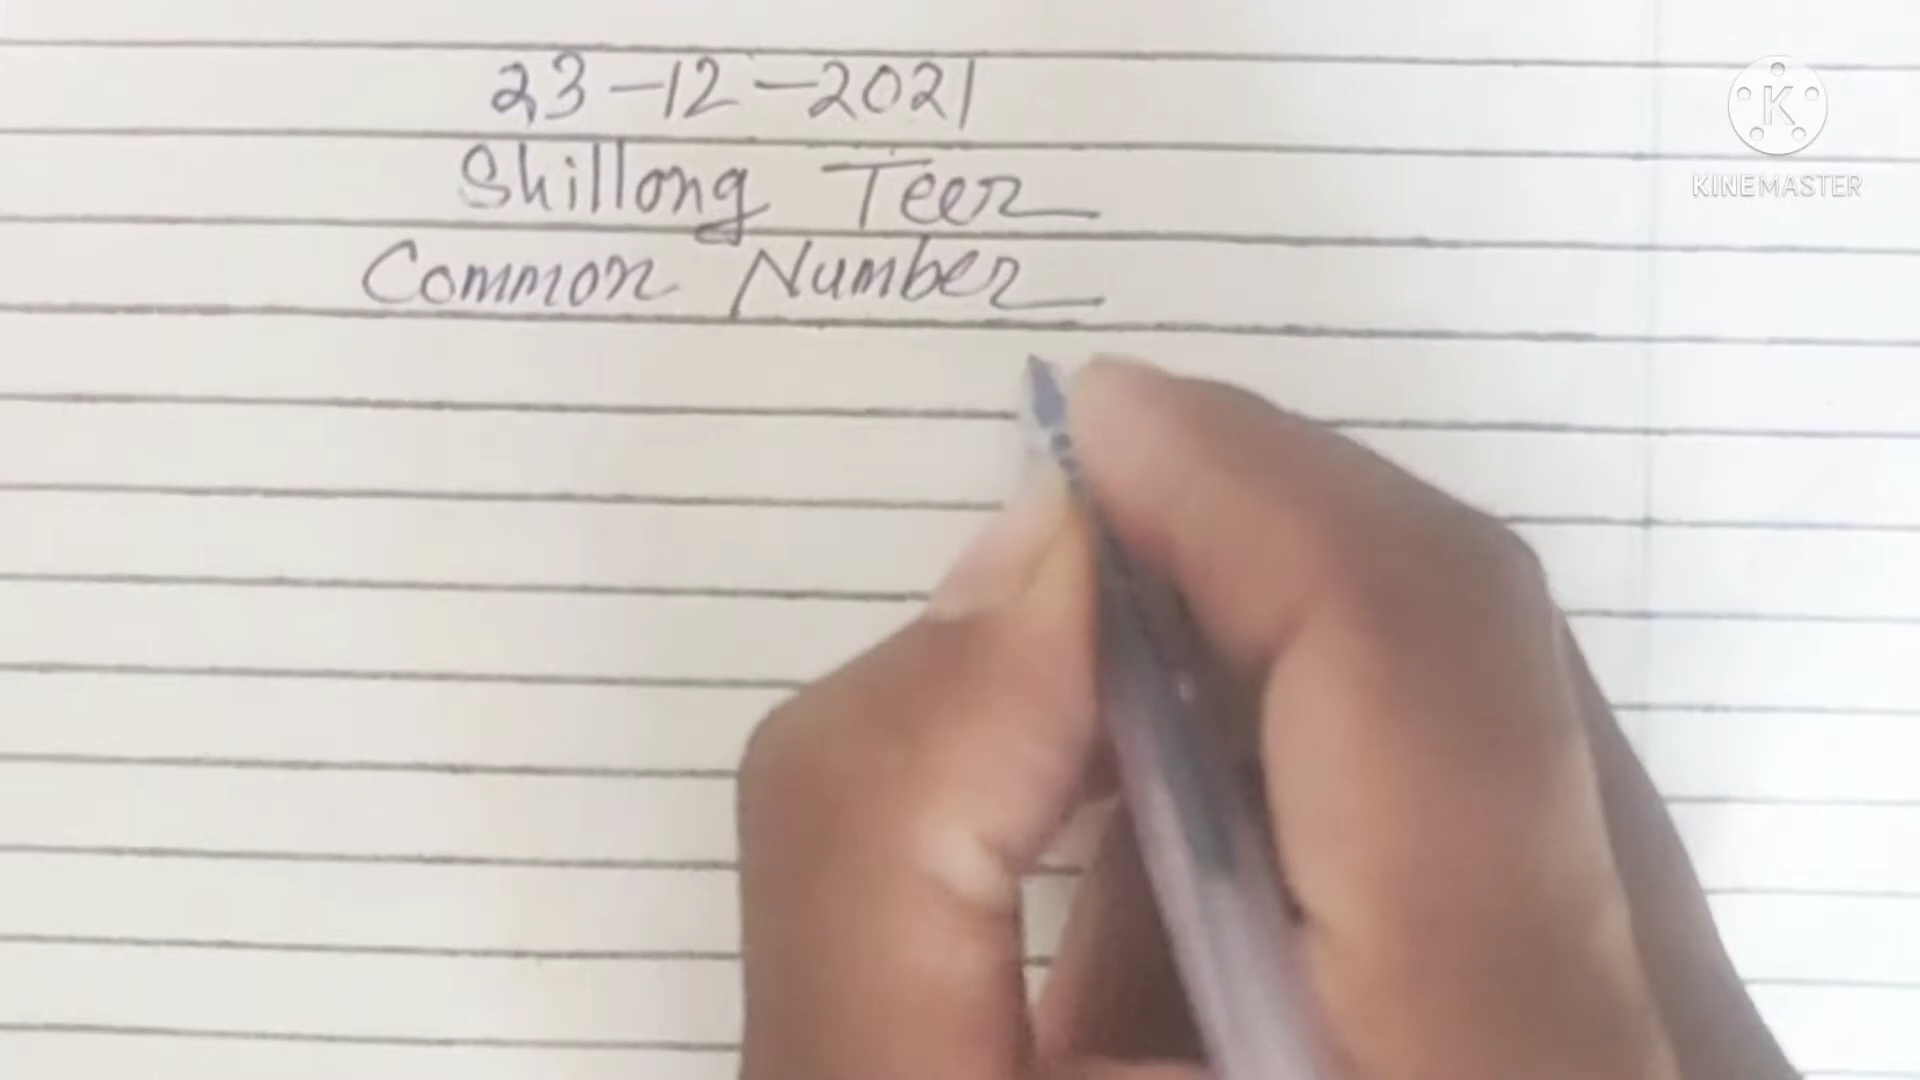 23-12-2021
Shillong Teer
Common Number
K
KINEMASTER